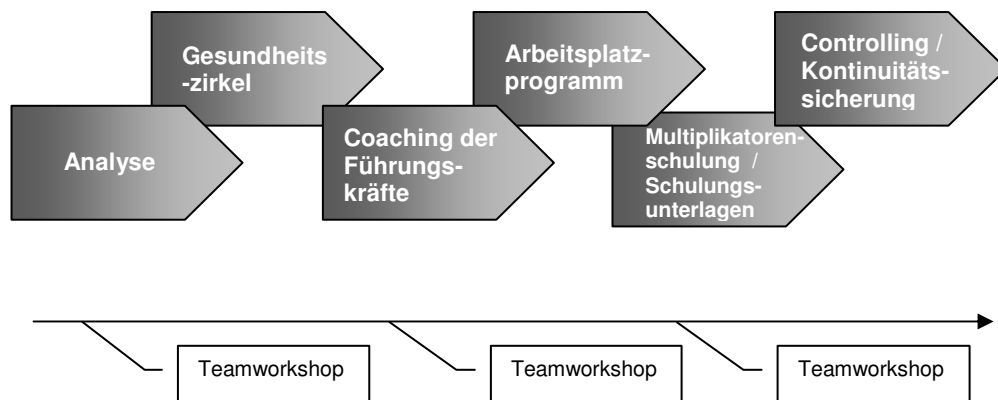 Gesundheits
-zirkel
Arbeitsplatz-
programm
Controlling /
Kontinuitäts-
sicherung
Analyse
Coaching der
Führungs-
kräfte
Multiplikatoren-
schulung /
Schulungs-
unterlagen
Teamworkshop
Teamworkshop
Teamworkshop